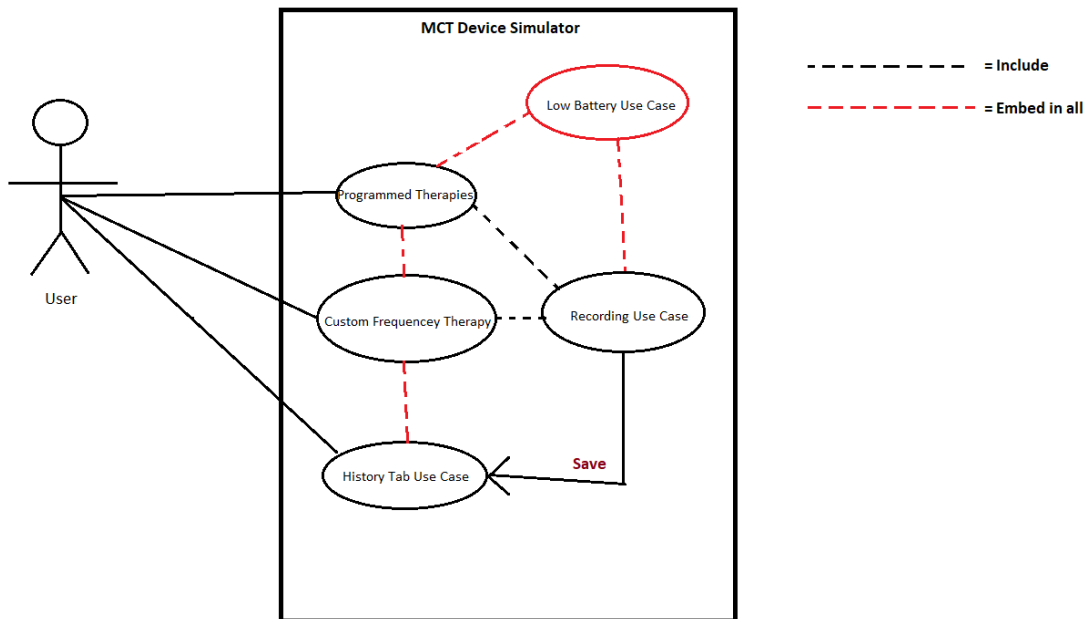 MCT Device Simulator
= Include
= Embed in all
Low Battery Use Case
Programmed Therapies
User
Custom Frequencey Therapy
Recording Use Case
Save
History Tab Use Case